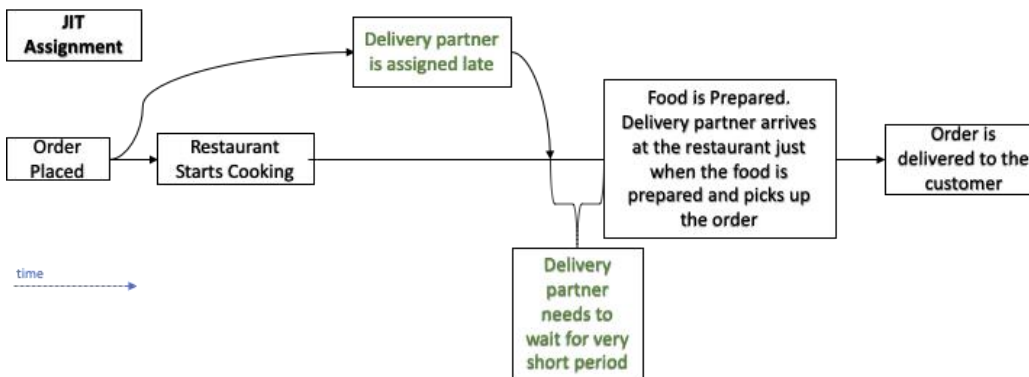 JIT
Assignment
Delivery partner
is assigned late
Order
Placed
Restaurant
Starts Cooking
Food is Prepared.
Delivery partner arrives
at the restaurant just
when the food is
prepared and picks up
the order
Order is
delivered to the
customer
time
Delivery
partner
needs to
wait for very
short period